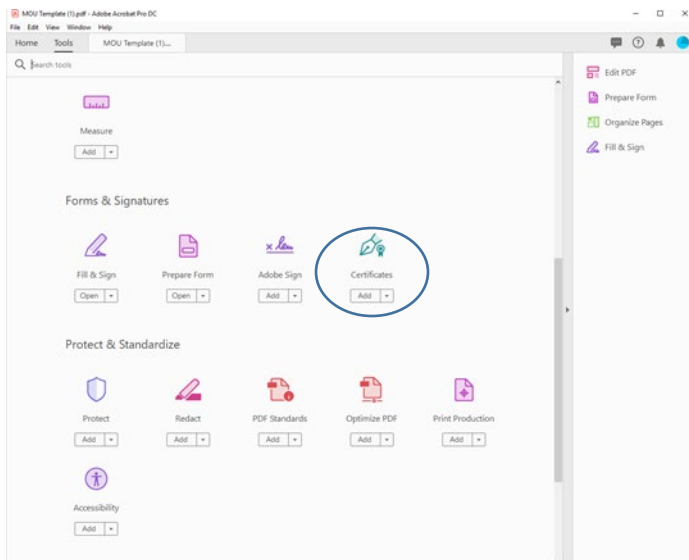 MOU Template (1).pdf - Adobe Acrobat Pro DC
File Edit View Window Help
Home Tools MOU Template (1)....
Search tools
Measure
Add
Forms & Signatures
Fill & Sign Prepare Form Adobe Sign Certificates
Open Open Add Add
Protect & Standardize
Protect Redact PDF Standards Optimize PDF Print Production
Add Add Add Add Add
Accessibility
Add
Edit PDF
Prepare Form
Organize Pages
Fill & Sign